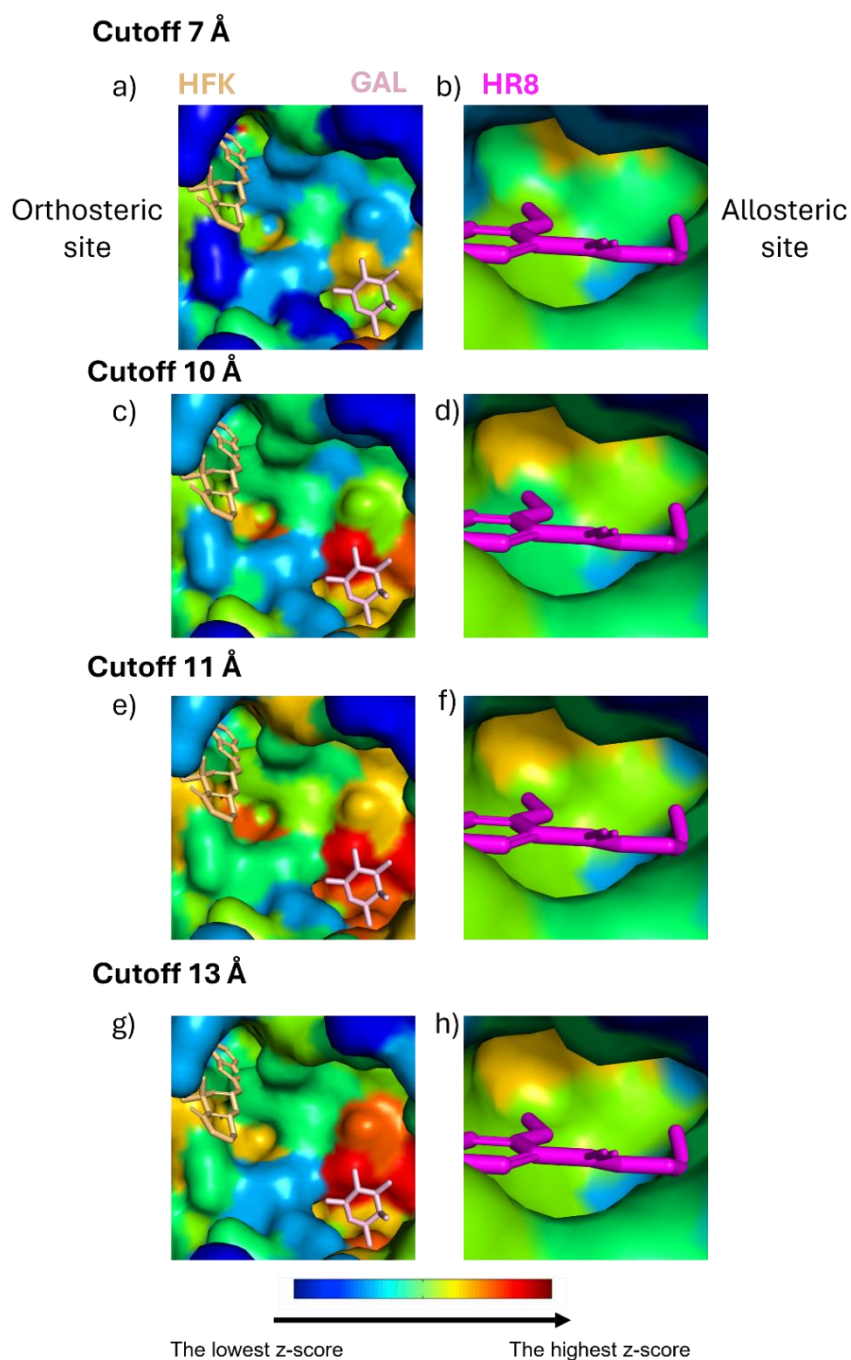 Cutoff 7 Å
a) HFK GAL b) HR8
Orthosteric site
Allosteric site
Cutoff 10 Å
c) d)
Cutoff 11 Å
e) f)
Cutoff 13 Å
g) h)
The lowest z-score The highest z-score